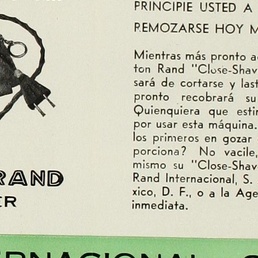 PRINCIPIE USTED A
REMOZARSE HOY M
Mientras más pronto ad
ton Rand "Close-Shav
sará de cortarse y last
pronto recobrará su
Quienquiera que estin
por usar esta máquina.
los primeros en gozar
porciona? No vacile,
mismo su "Close-Shave
Rand Internacional, S.
xico, D. F., o a la Age
inmediata.
RAND
ER